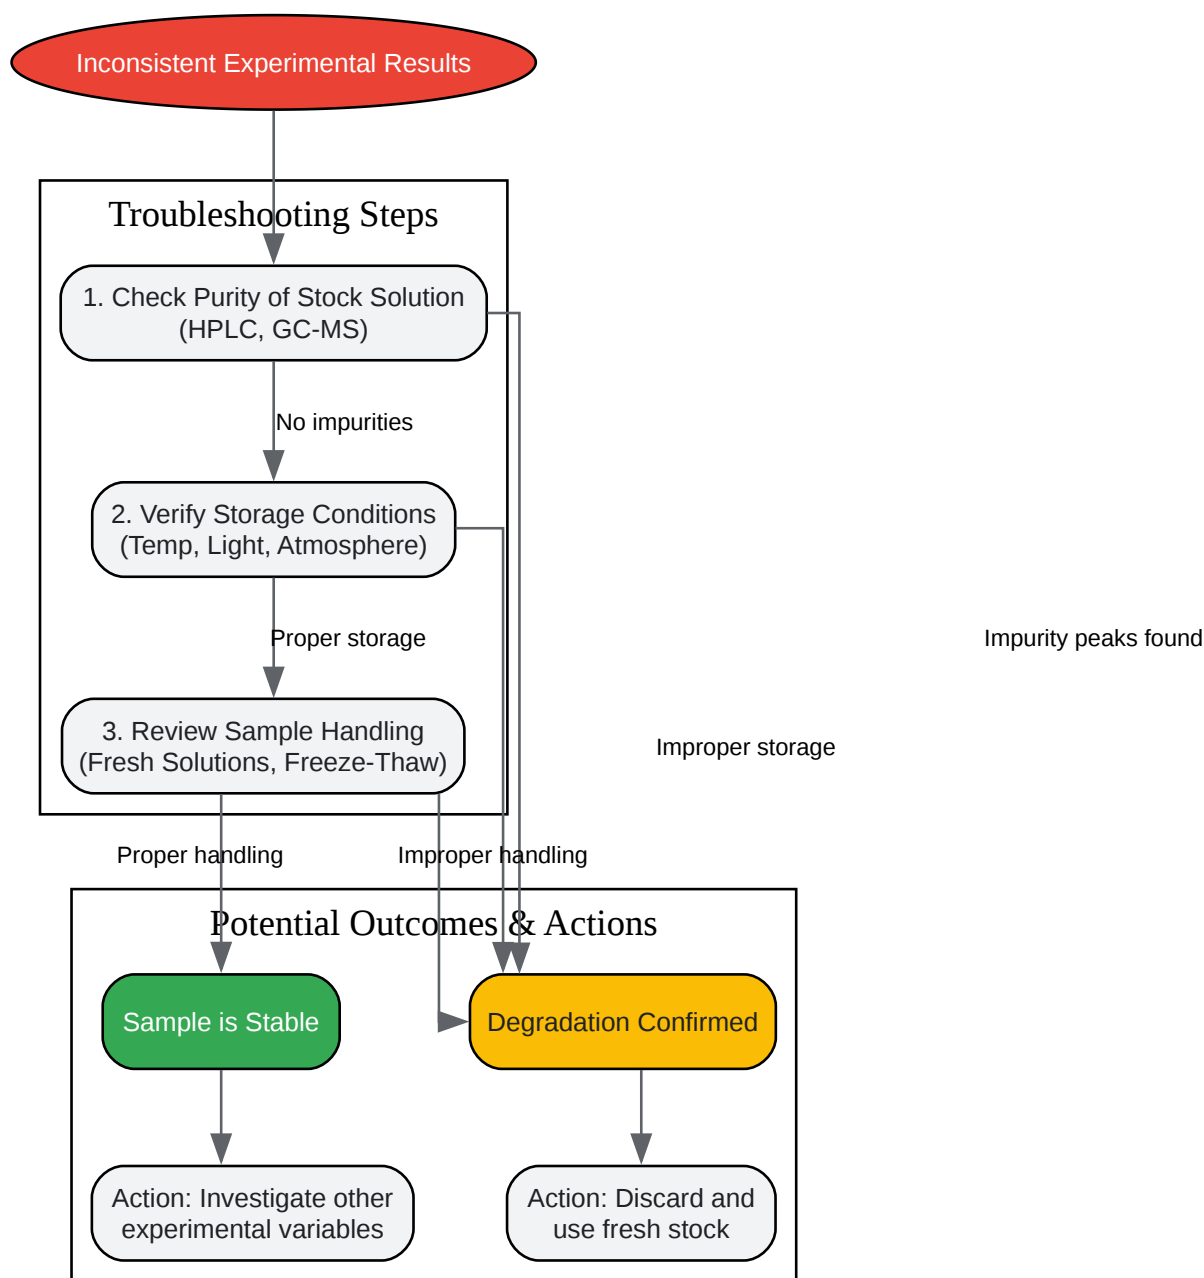 Inconsistent Experimental Results
Troubleshooting Steps
1. Check Purity of Stock Solution
(HPLC, GC-MS)
No impurities
2. Verify Storage Conditions
(Temp, Light, Atmosphere)
Proper storage
Impurity peaks found
3. Review Sample Handling
(Fresh Solutions, Freeze-Thaw)
Improper storage
Proper handling
Improper handling
Potential Outcomes & Actions
Sample is Stable
Degradation Confirmed
Action: Investigate other
experimental variables
Action: Discard and
use fresh stock